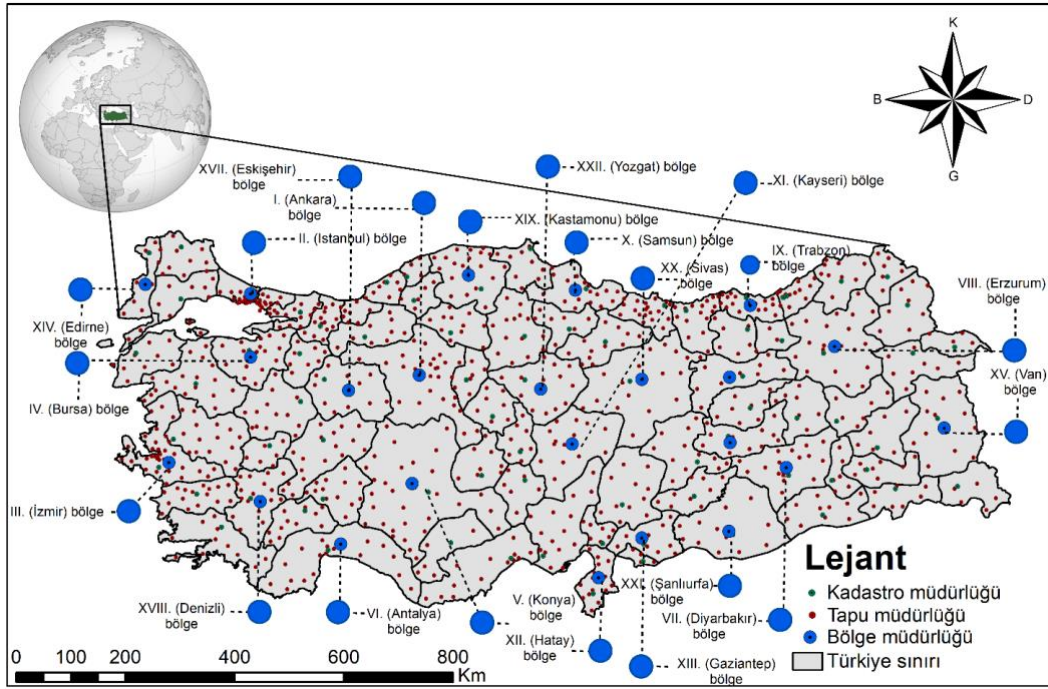 K
B
D
G
XVII. (Eskişehir)
bölge
I. (Ankara)
bölge
II. (Istanbul) bölge
XIX. (Kastamonu) bölge
XXII. (Yozgat) bölge
X. (Samsun) bölge
XX. (Sivas)
bölge
XI. (Kayseri) bölge
IX. (Trabzon)
bölge
VIII. (Erzurum)
bölge
XV. (Van)
bölge
XIV. (Edirne)
bölge
IV. (Bursa) bölge
III. (İzmir) bölge
XVIII. (Denizli)
bölge
VI. (Antalya)
bölge
V. (Konya)
bölge
XII. (Hatay)
bölge
XIII. (Gaziantep)
bölge
XXI. (Şanlıurfa)
bölge
VII. (Diyarbakır)
bölge
Lejant
Kadastro müdürlüğü
Tapu müdürlüğü
Bölge müdürlüğü
Türkiye sınırı
0 50 100 200 400 600 800
Km